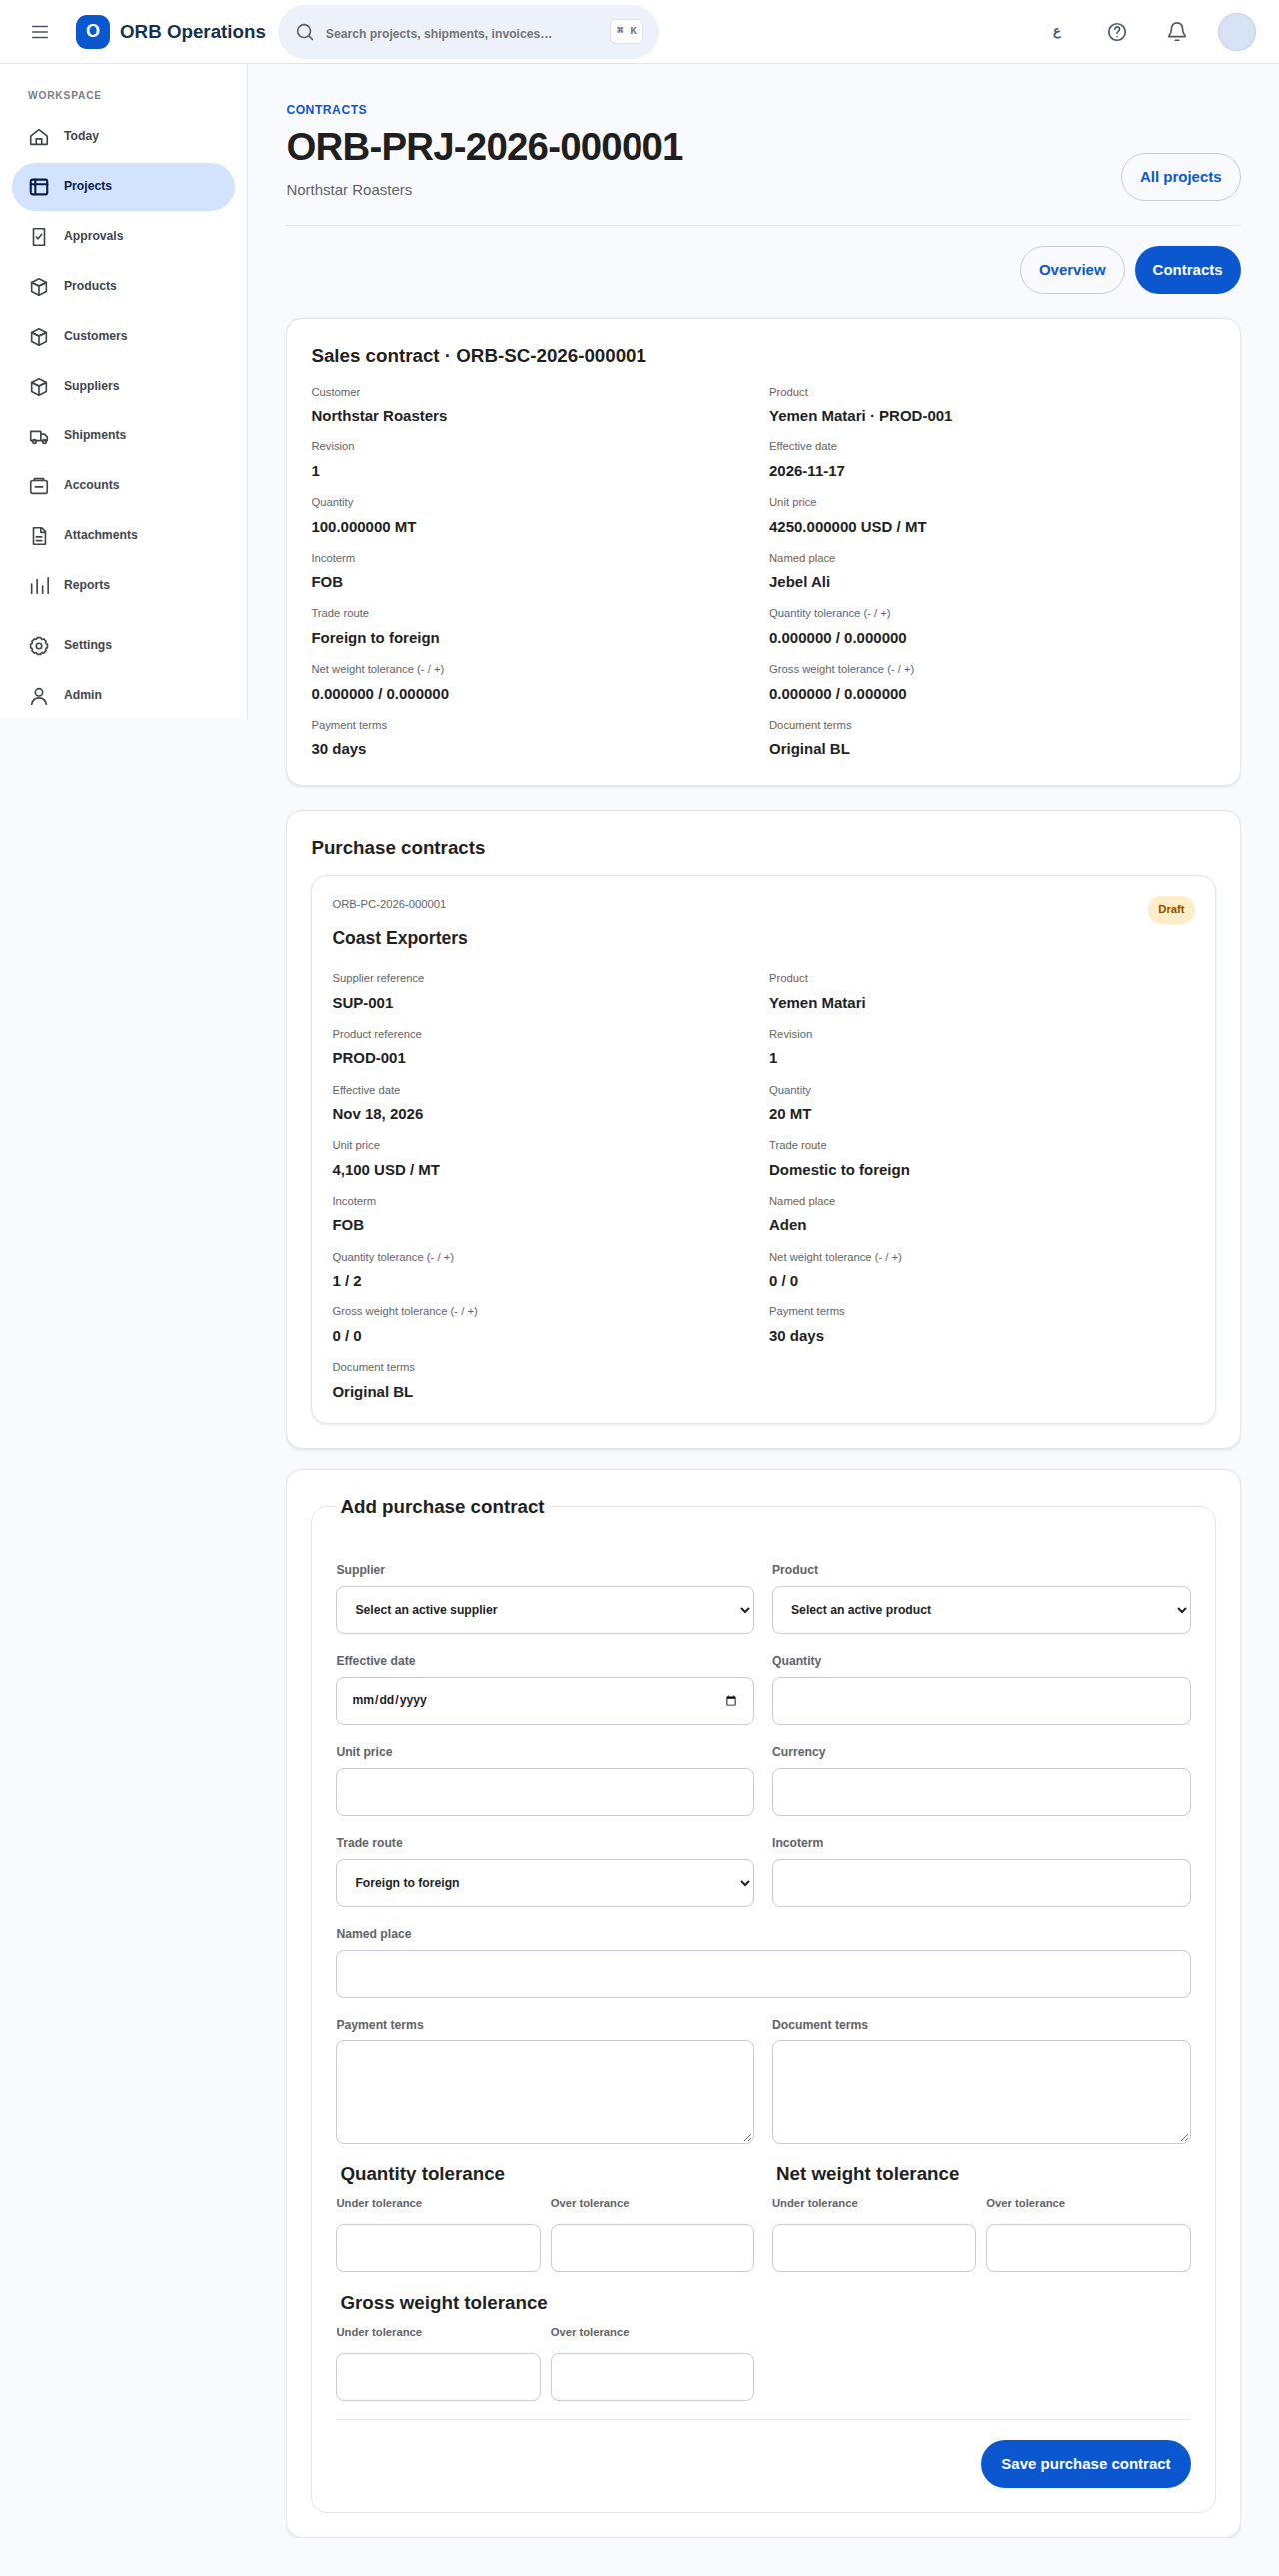 O ORB Operations
Search projects, shipments, invoices…
⌘ K
ع
WORKSPACE
Today
Projects
Approvals
Products
Customers
Suppliers
Shipments
Accounts
Attachments
Reports
Settings
Admin
CONTRACTS
ORB-PRJ-2026-000001
Northstar Roasters
All projects
Overview
Contracts
Sales contract · ORB-SC-2026-000001
Customer
Northstar Roasters
Product
Yemen Matari · PROD-001
Revision
1
Effective date
2026-11-17
Quantity
100.000000 MT
Unit price
4250.000000 USD / MT
Incoterm
FOB
Named place
Jebel Ali
Trade route
Foreign to foreign
Quantity tolerance (- / +)
0.000000 / 0.000000
Net weight tolerance (- / +)
0.000000 / 0.000000
Gross weight tolerance (- / +)
0.000000 / 0.000000
Payment terms
30 days
Document terms
Original BL
Purchase contracts
ORB-PC-2026-000001
Draft
Coast Exporters
Supplier reference
SUP-001
Product
Yemen Matari
Product reference
PROD-001
Revision
1
Effective date
Nov 18, 2026
Quantity
20 MT
Unit price
4,100 USD / MT
Trade route
Domestic to foreign
Incoterm
FOB
Named place
Aden
Quantity tolerance (- / +)
1 / 2
Net weight tolerance (- / +)
0 / 0
Gross weight tolerance (- / +)
0 / 0
Payment terms
30 days
Document terms
Original BL
Add purchase contract
Supplier
Select an active supplier
Product
Select an active product
Effective date
mm/dd/yyyy
Quantity
Unit price
Currency
Trade route
Foreign to foreign
Incoterm
Named place
Payment terms
Document terms
Quantity tolerance
Under tolerance
Over tolerance
Net weight tolerance
Under tolerance
Over tolerance
Gross weight tolerance
Under tolerance
Over tolerance
Save purchase contract